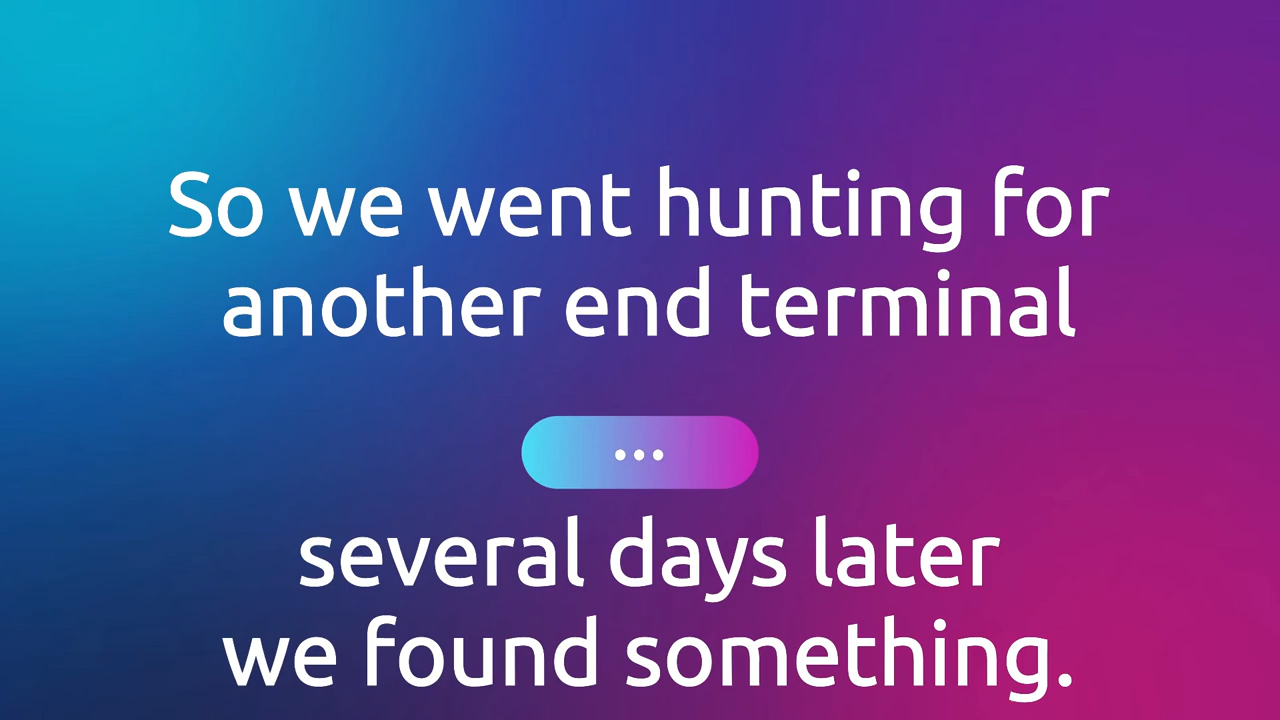 So we went hunting for
another end terminal
...
several days later
we found something.